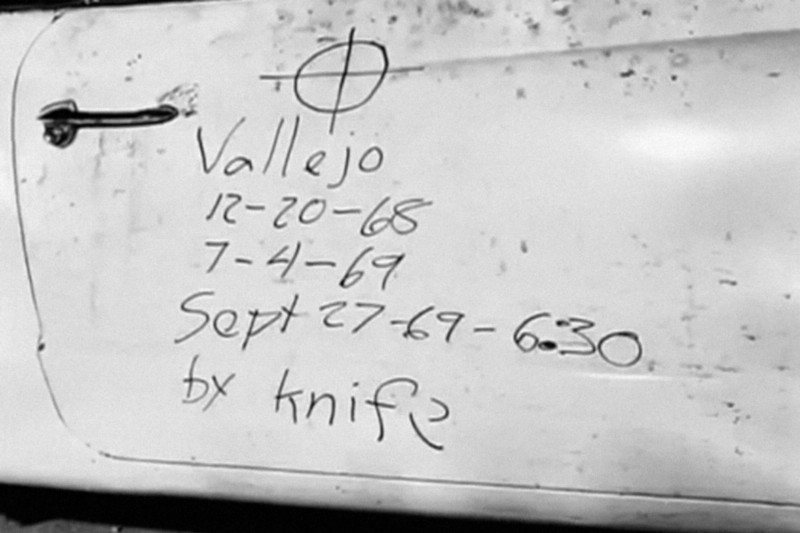 Vallejo
12-20-68
7-4-69
Sept 27-69-6:30
by knife